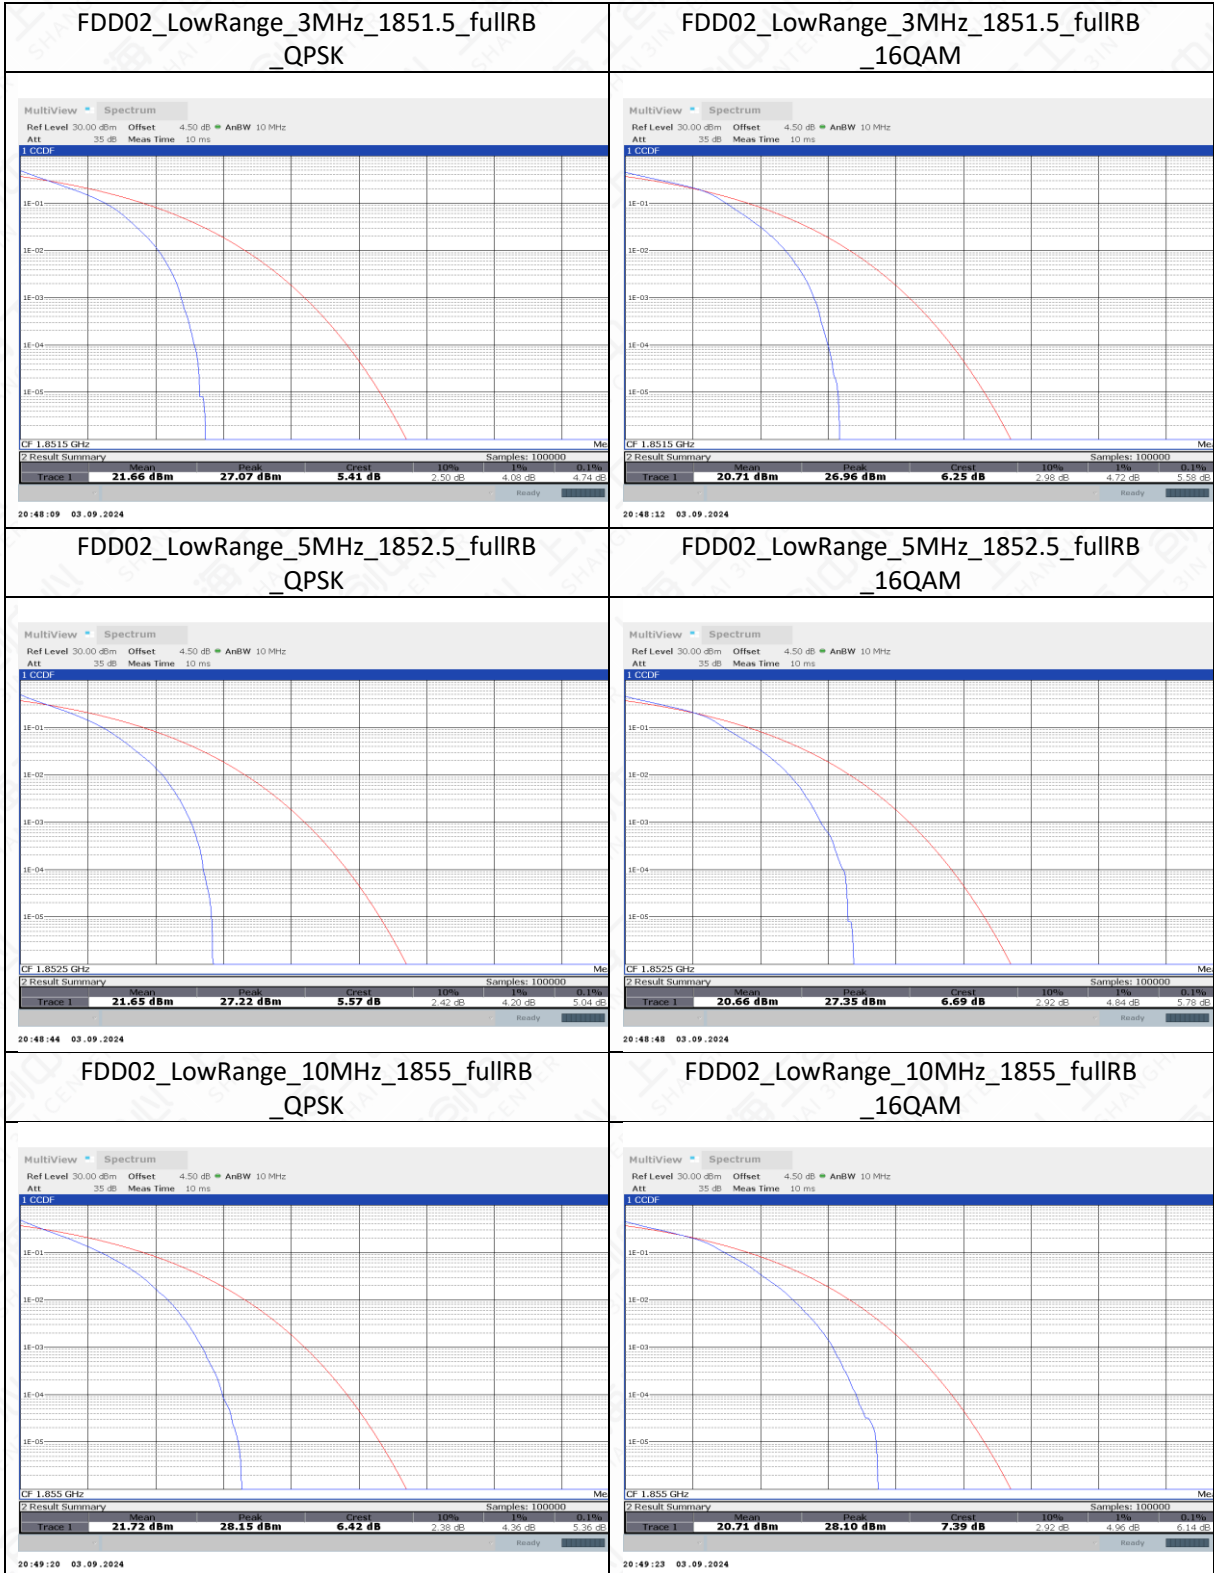 FDD02_LowRange_3MHz_1851.5_fullRB
_QPSK
FDD02_LowRange_3MHz_1851.5_fullRB
_16QAM
MultiView Spectrum
Ref Level 30.00 dBm Offset 4.50 dB AnBW 10 MHz
Att 35 dB Meas Time 10 ms
1 CCDF
1E-01
1E-02
1E-03
1E-04
1E-05
CF 1.8515 GHz Me
2 Result Summary Samples: 100000
Mean Peak Crest 10% 1% 0.1%
Trace 1 21.66 dBm 27.07 dBm 5.41 dB 2.50 dB 4.08 dB 4.74 dB
Ready
20:48:09 03.09.2024
MultiView Spectrum
Ref Level 30.00 dBm Offset 4.50 dB AnBW 10 MHz
Att 35 dB Meas Time 10 ms
1 CCDF
1E-01
1E-02
1E-03
1E-04
1E-05
CF 1.8515 GHz Me
2 Result Summary Samples: 100000
Mean Peak Crest 10% 1% 0.1%
Trace 1 20.71 dBm 26.96 dBm 6.25 dB 2.98 dB 4.72 dB 5.58 dB
Ready
20:48:12 03.09.2024
FDD02_LowRange_5MHz_1852.5_fullRB
_QPSK
FDD02_LowRange_5MHz_1852.5_fullRB
_16QAM
MultiView Spectrum
Ref Level 30.00 dBm Offset 4.50 dB AnBW 10 MHz
Att 35 dB Meas Time 10 ms
1 CCDF
1E-01
1E-02
1E-03
1E-04
1E-05
CF 1.8525 GHz Me
2 Result Summary Samples: 100000
Mean Peak Crest 10% 1% 0.1%
Trace 1 21.65 dBm 27.22 dBm 5.57 dB 2.42 dB 4.20 dB 5.04 dB
Ready
20:48:44 03.09.2024
MultiView Spectrum
Ref Level 30.00 dBm Offset 4.50 dB AnBW 10 MHz
Att 35 dB Meas Time 10 ms
1 CCDF
1E-01
1E-02
1E-03
1E-04
1E-05
CF 1.8525 GHz Me
2 Result Summary Samples: 100000
Mean Peak Crest 10% 1% 0.1%
Trace 1 20.66 dBm 27.35 dBm 6.69 dB 2.92 dB 4.84 dB 5.78 dB
Ready
20:48:48 03.09.2024
FDD02_LowRange_10MHz_1855_fullRB
_QPSK
FDD02_LowRange_10MHz_1855_fullRB
_16QAM
MultiView Spectrum
Ref Level 30.00 dBm Offset 4.50 dB AnBW 10 MHz
Att 35 dB Meas Time 10 ms
1 CCDF
1E-01
1E-02
1E-03
1E-04
1E-05
CF 1.855 GHz Me
2 Result Summary Samples: 100000
Mean Peak Crest 10% 1% 0.1%
Trace 1 21.72 dBm 28.15 dBm 6.42 dB 2.38 dB 4.36 dB 5.36 dB
Ready
20:49:20 03.09.2024
MultiView Spectrum
Ref Level 30.00 dBm Offset 4.50 dB AnBW 10 MHz
Att 35 dB Meas Time 10 ms
1 CCDF
1E-01
1E-02
1E-03
1E-04
1E-05
CF 1.855 GHz Me
2 Result Summary Samples: 100000
Mean Peak Crest 10% 1% 0.1%
Trace 1 20.71 dBm 28.10 dBm 7.39 dB 2.92 dB 4.96 dB 6.14 dB
Ready
20:49:23 03.09.2024